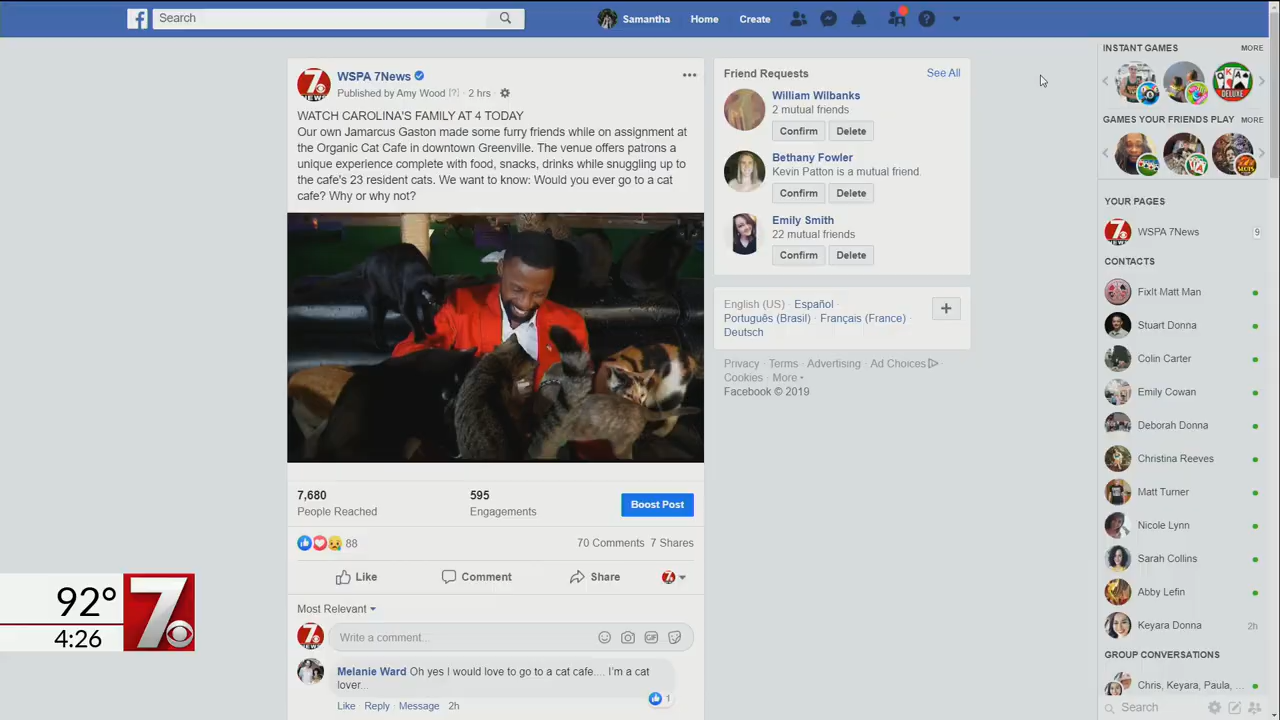 Search
Samantha
Home
Create
WSPA 7News
Published by Amy Wood [?] · 2 hrs ·
WATCH CAROLINA'S FAMILY AT 4 TODAY
Our own Jamarcus Gaston made some furry friends while on assignment at
the Organic Cat Cafe in downtown Greenville. The venue offers patrons a
unique experience complete with food, snacks, drinks while snuggling up to
the cafe's 23 resident cats. We want to know: Would you ever go to a cat
cafe? Why or why not?
7,680
People Reached
595
Engagements
Boost Post
88
70 Comments 7 Shares
Like
Comment
Share
Most Relevant
Write a comment...
GIF
Melanie Ward Oh yes I would love to go to a cat cafe.... I'm a cat
lover...
1
Like · Reply · Message · 2h
Friend Requests
See All
William Wilbanks
2 mutual friends
Confirm
Delete
Bethany Fowler
Kevin Patton is a mutual friend.
Confirm
Delete
Emily Smith
22 mutual friends
Confirm
Delete
English (US) · Español ·
Português (Brasil) · Français (France) ·
Deutsch
Privacy · Terms · Advertising · Ad Choices ·
Cookies · More
Facebook © 2019
INSTANT GAMES
MORE
DELUXE
GAMES YOUR FRIENDS PLAY
MORE
YOUR PAGES
WSPA 7News
9
CONTACTS
FixIt Matt Man
Stuart Donna
Colin Carter
Emily Cowan
Deborah Donna
Christina Reeves
Matt Turner
Nicole Lynn
Sarah Collins
Abby Lefin
Keyara Donna
2h
GROUP CONVERSATIONS
Chris, Keyara, Paula, ...
Search
92°
4:26
7